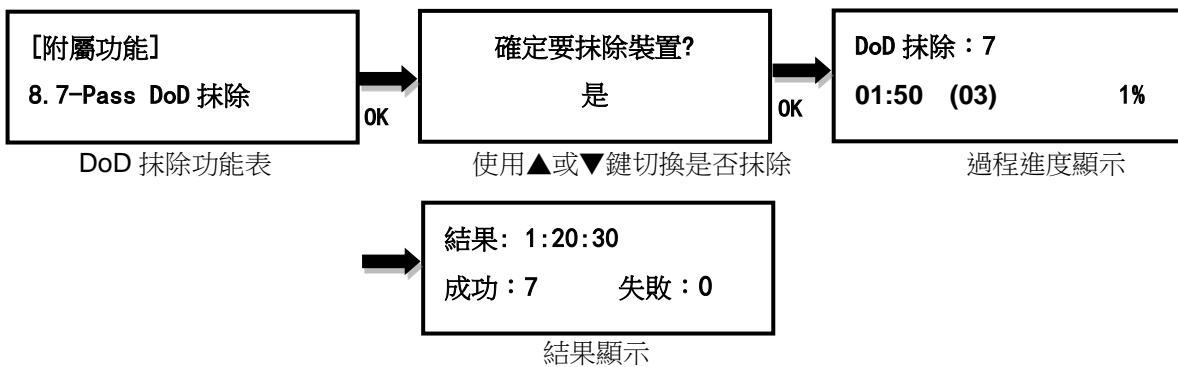 [附屬功能]
8. 7-Pass DoD 抹除
OK
DoD 抹除功能表
確定要抹除裝置?
是
OK
使用▲或▼鍵切換是否抹除
DoD 抹除：7
01:50 (03) 1%
過程進度顯示
結果: 1:20:30
成功：7 失敗：0
結果顯示